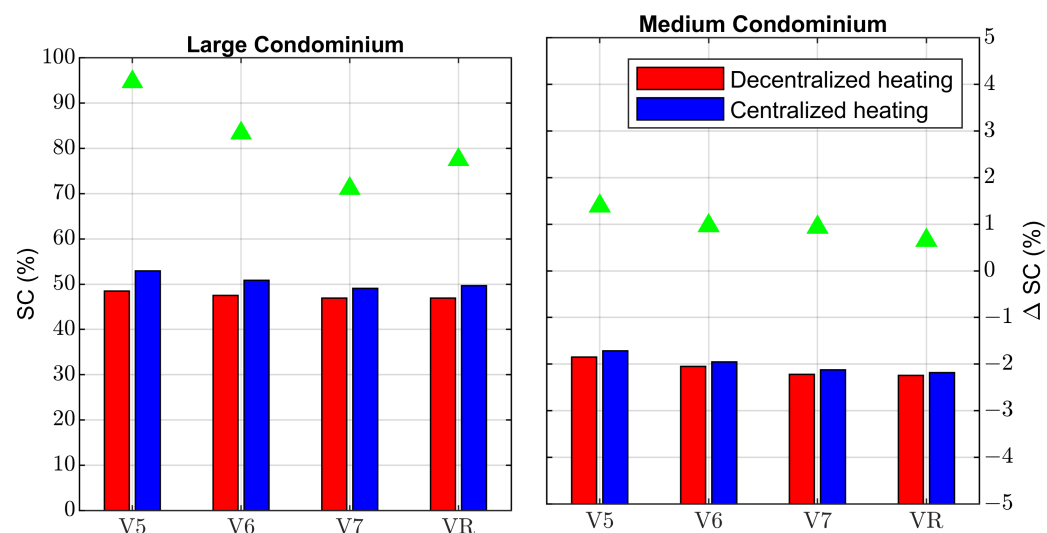 Large Condominium
100
90
80
70
60
50
40
30
20
10
0
SC (%)
V5 V6 V7 VR
Medium Condominium
Decentralized heating
Centralized heating
5
4
3
2
1
0
−1
−2
−3
−4
−5
Δ SC (%)
V5 V6 V7 VR